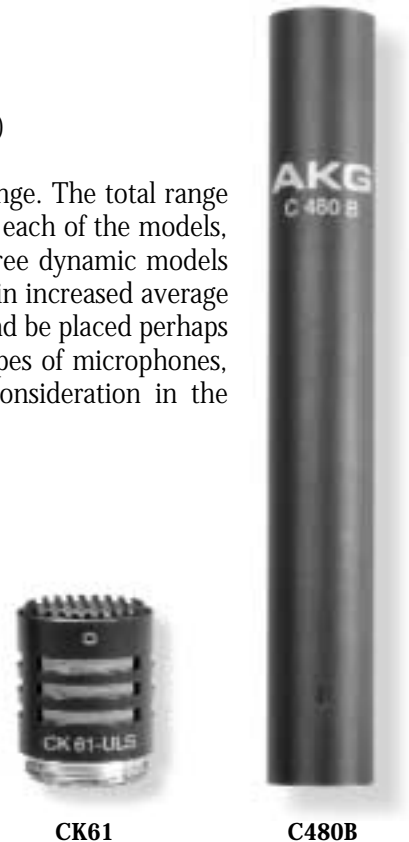 )
nge. The total range
each of the models,
ree dynamic models
in increased average
nd be placed perhaps
pes of microphones,
onsideration in the
AKG
C 480 B
CK 61-ULS
CK61
C480B